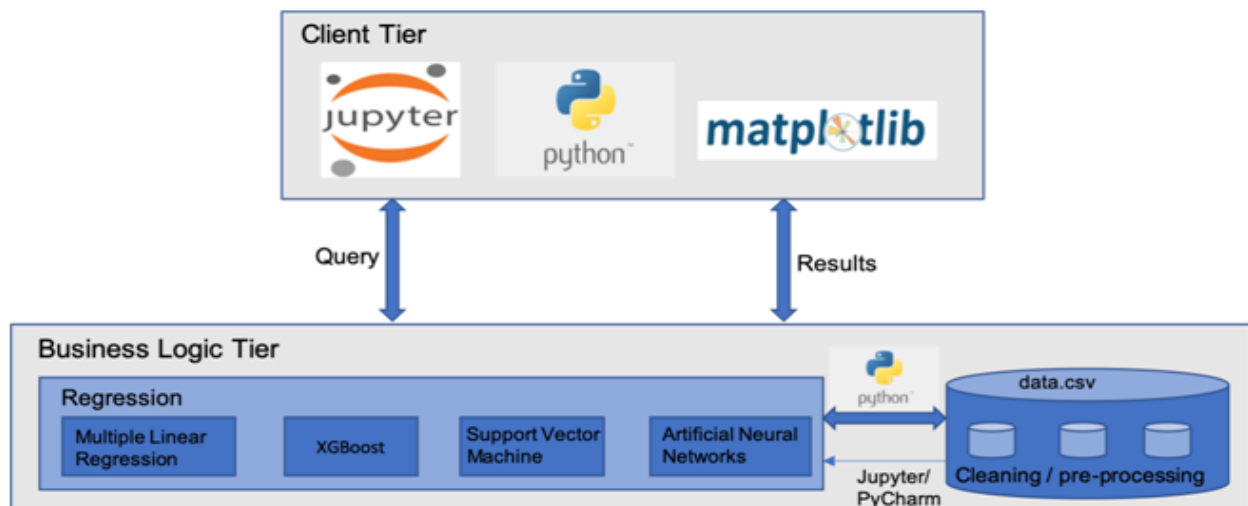 Client Tier
jupyter
python™
matplotlib
Query
Results
Business Logic Tier
Regression
Multiple Linear
Regression
XGBoost
Support Vector
Machine
Artificial Neural
Networks
python™
data.csv
Cleaning / pre-processing
Jupyter/
PyCharm